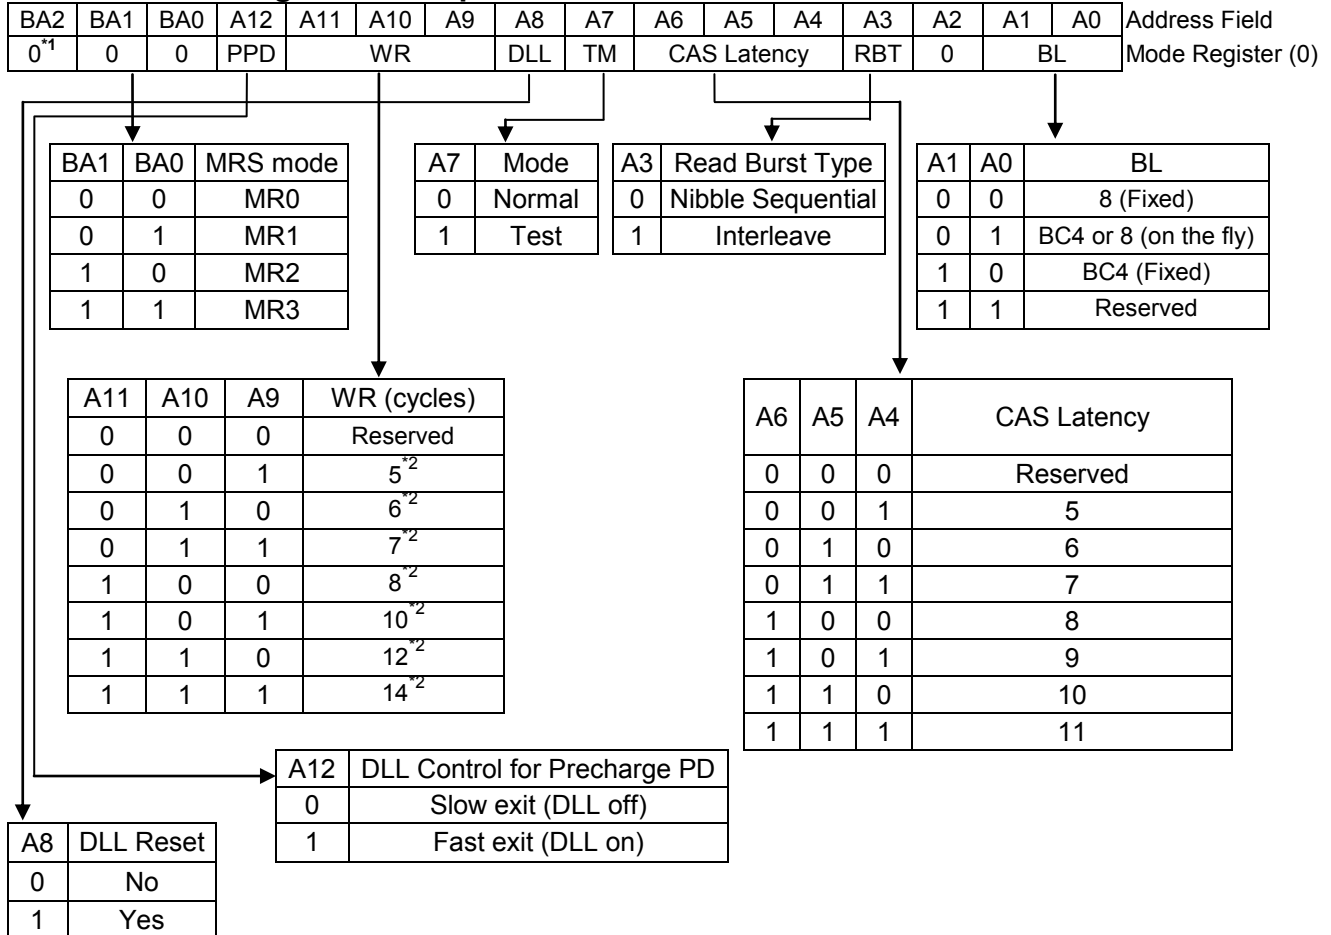 BA2 BA1 BA0 A12 A11 A10 A9 A8 A7 A6 A5 A4 A3 A2 A1 A0 Address Field
0*1 0 0 PPD WR DLL TM CAS Latency RBT 0 BL Mode Register (0)
BA1 BA0 MRS mode
0 0 MR0
0 1 MR1
1 0 MR2
1 1 MR3
A7 Mode
0 Normal
1 Test
A3 Read Burst Type
0 Nibble Sequential
1 Interleave
A1 A0 BL
0 0 8 (Fixed)
0 1 BC4 or 8 (on the fly)
1 0 BC4 (Fixed)
1 1 Reserved
A11 A10 A9 WR (cycles)
0 0 0 Reserved
0 0 1 5*2
0 1 0 6*2
0 1 1 7*2
1 0 0 8*2
1 0 1 10*2
1 1 0 12*2
1 1 1 14*2
A6 A5 A4 CAS Latency
0 0 0 Reserved
0 0 1 5
0 1 0 6
0 1 1 7
1 0 0 8
1 0 1 9
1 1 0 10
1 1 1 11
A12 DLL Control for Precharge PD
0 Slow exit (DLL off)
1 Fast exit (DLL on)
A8 DLL Reset
0 No
1 Yes